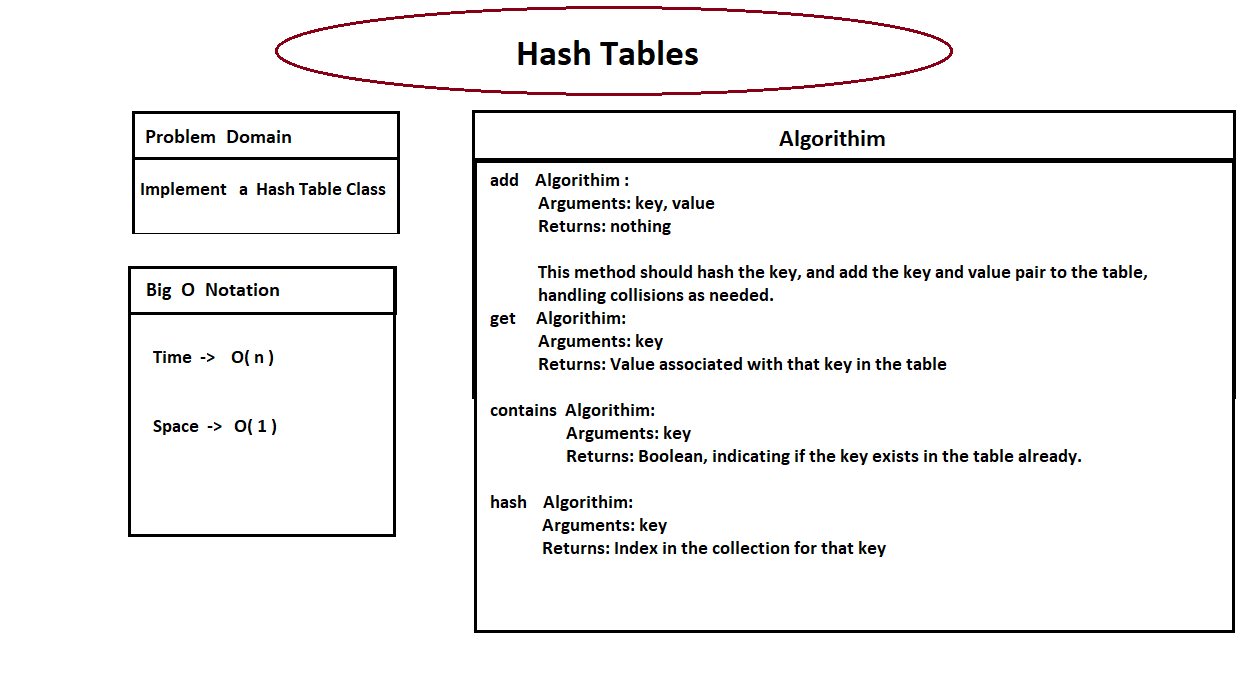 Hash Tables
Problem Domain
Implement a Hash Table Class
Big O Notation
Time -> O( n )
Space -> O( 1 )
Algorithim
add Algorithim :
Arguments: key, value
Returns: nothing
This method should hash the key, and add the key and value pair to the table,
handling collisions as needed.
get Algorithim:
Arguments: key
Returns: Value associated with that key in the table
contains Algorithim:
Arguments: key
Returns: Boolean, indicating if the key exists in the table already.
hash Algorithim:
Arguments: key
Returns: Index in the collection for that key